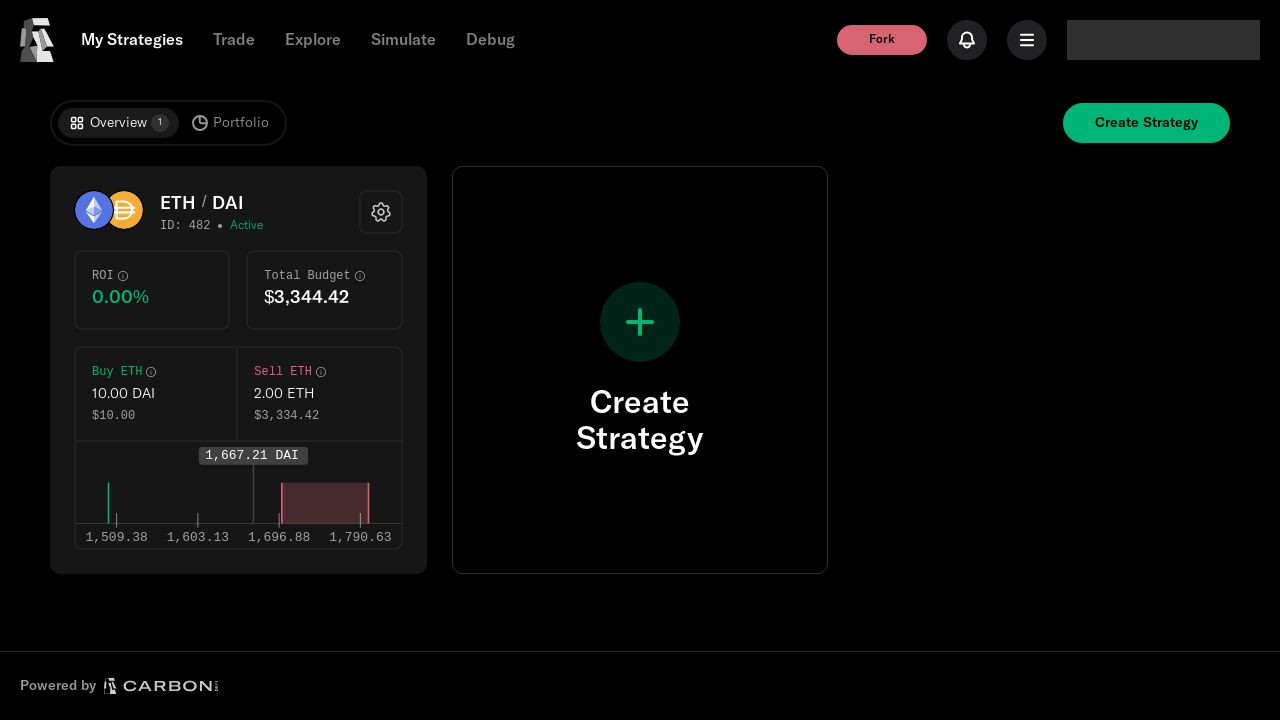 My Strategies Trade Explore Simulate Debug Fork
Overview 1 Portfolio Create Strategy
ETH / DAI
ID: 482 • Active
ROI
0.00%
Total Budget
$3,344.42
Buy ETH
10.00 DAI
$10.00
Sell ETH
2.00 ETH
$3,334.42
1,667.21 DAI
1,509.38 1,603.13 1,696.88 1,790.63
Create
Strategy
Powered by CARBON